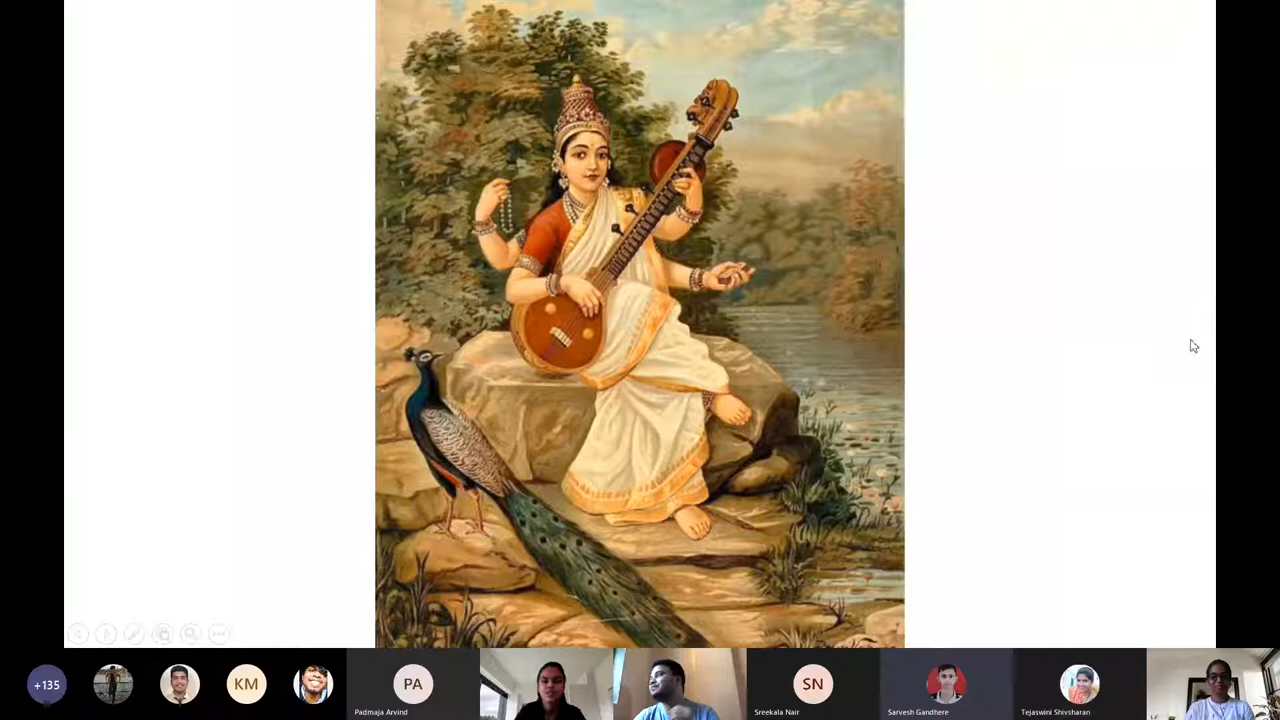 +135
KM
PA
Padmaja Arvind
SN
Sreekala Nair
Sarvesh Gandhere
Tejaswini Shivsharan